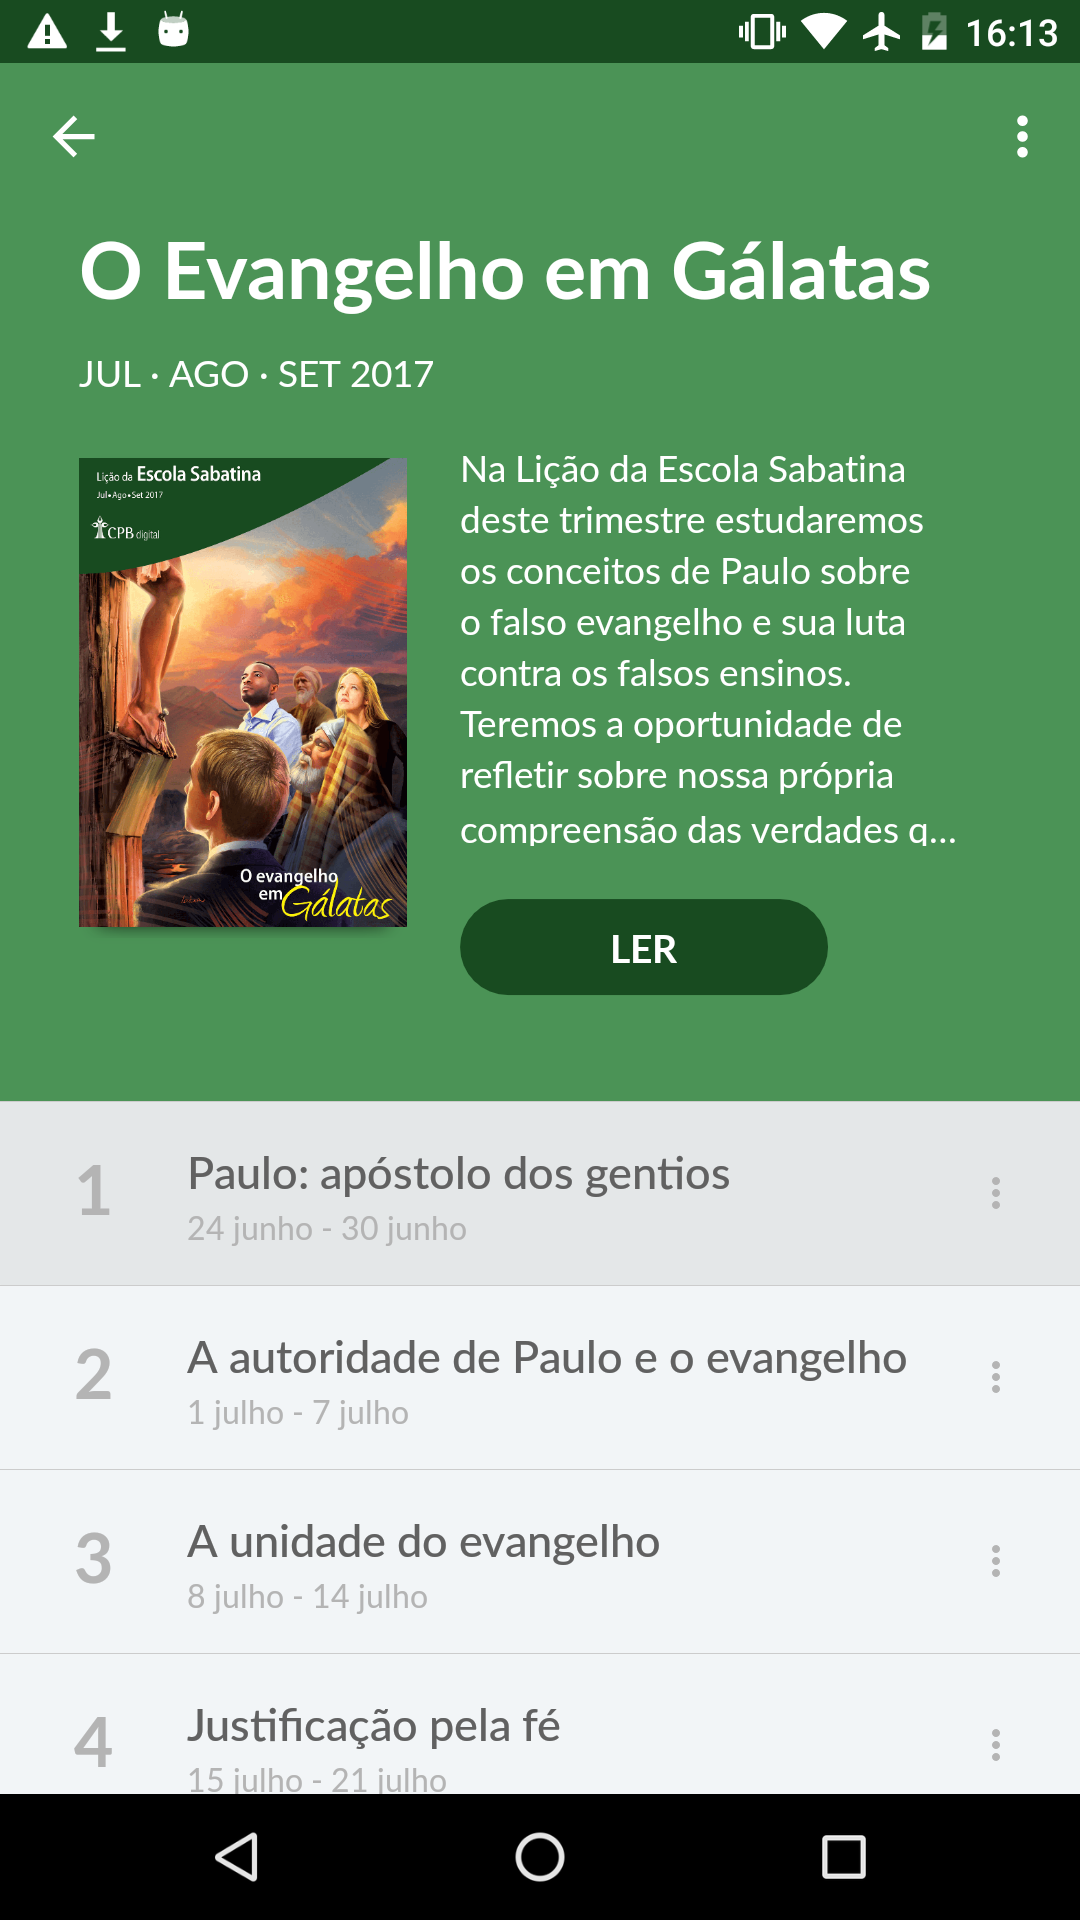 16:13
O Evangelho em Gálatas
JUL · AGO · SET 2017
Lição da Escola Sabatina
Jul•Ago•Set 2017
CPB digital
O evangelho
em Gálatas
Na Lição da Escola Sabatina
deste trimestre estudaremos
os conceitos de Paulo sobre
o falso evangelho e sua luta
contra os falsos ensinos.
Teremos a oportunidade de
refletir sobre nossa própria
compreensão das verdades q...
LER
1
Paulo: apóstolo dos gentios
24 junho - 30 junho
2
A autoridade de Paulo e o evangelho
1 julho - 7 julho
3
A unidade do evangelho
8 julho - 14 julho
4
Justificação pela fé
15 julho - 21 julho